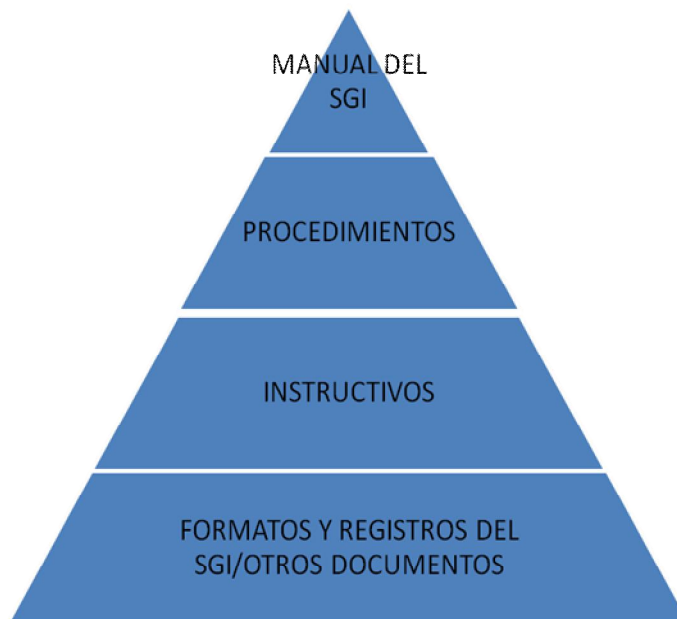 MANUAL DEL
SGI
PROCEDIMIENTOS
INSTRUCTIVOS
FORMATOS Y REGISTROS DEL
SGI/OTROS DOCUMENTOS